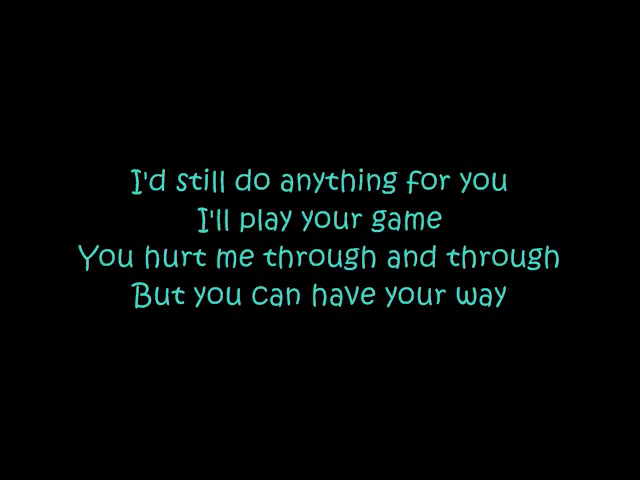 I'd still do anything for you
I'll play your game
You hurt me through and through
But you can have your way